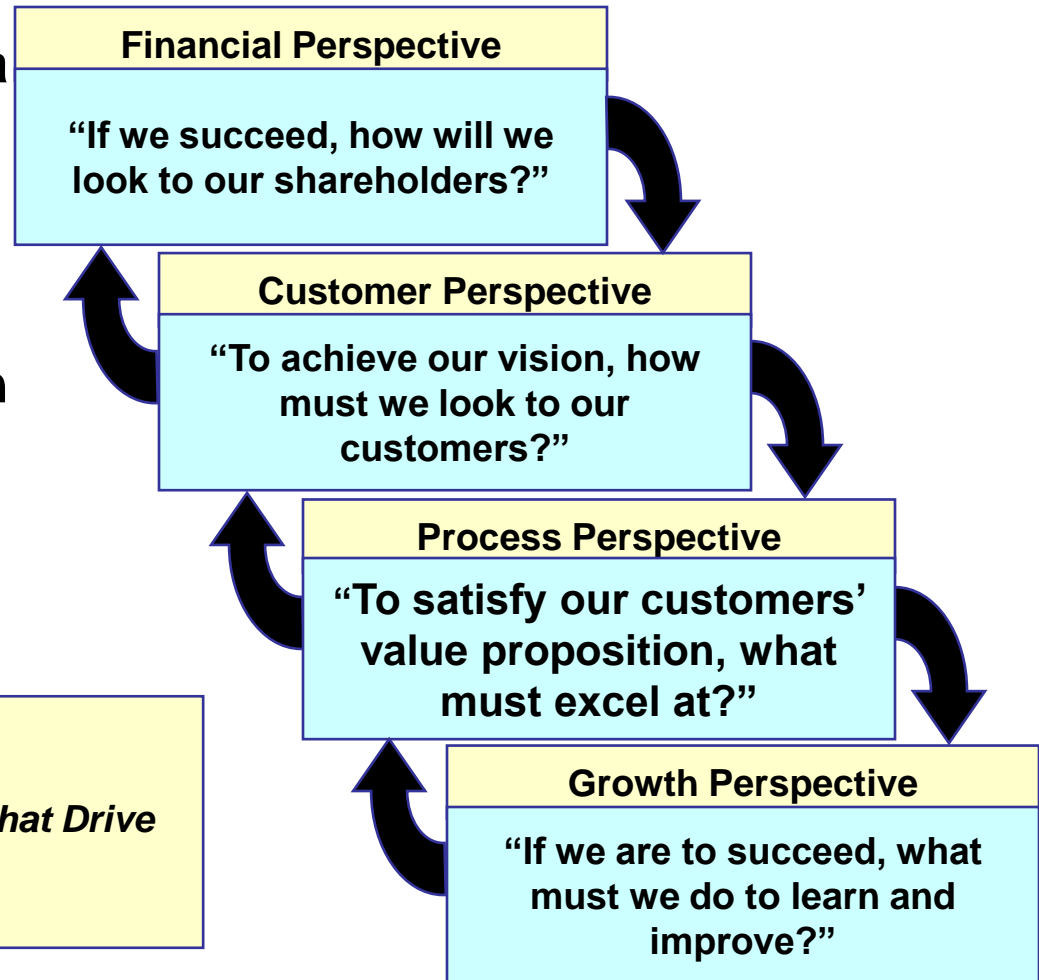 Financial Perspective
“If we succeed, how will we
look to our shareholders?”
Customer Perspective
“To achieve our vision, how
must we look to our
customers?”
Process Perspective
“To satisfy our customers’
value proposition, what
must excel at?”
hat Drive
Growth Perspective
“If we are to succeed, what
must we do to learn and
improve?”